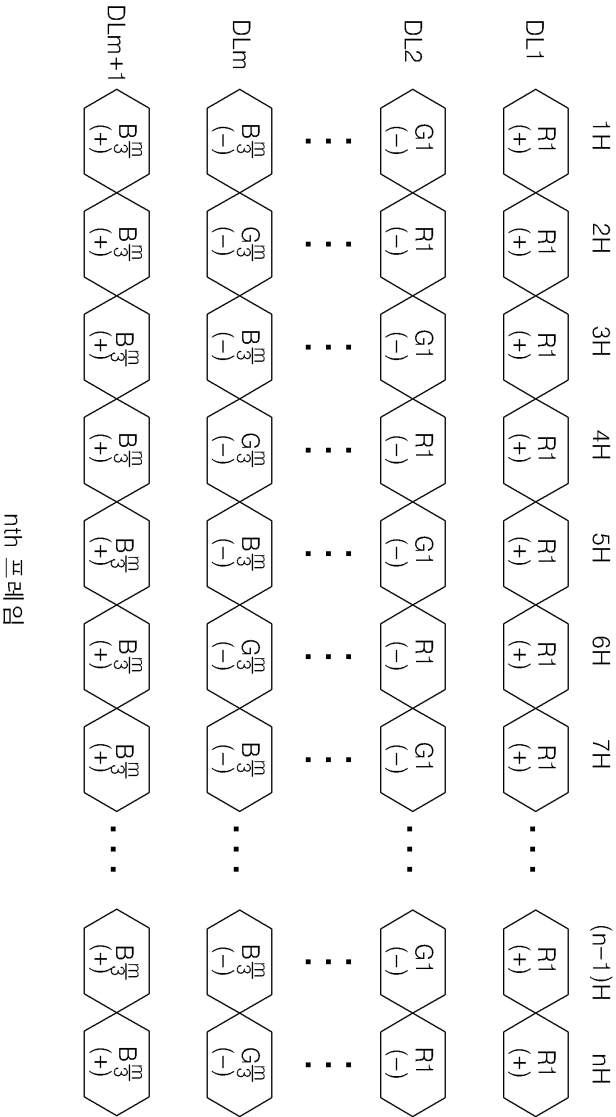 1H 2H 3H 4H 5H 6H 7H (n−1)H nH
DL1 R1 R1 R1 R1 R1 R1 R1 ... R1 R1
(+) (+) (+) (+) (+) (+) (+) (+) (+)
DL2 G1 R1 G1 R1 G1 R1 G1 ... G1 R1
(−) (−) (−) (−) (−) (−) (−) (−) (−)
DLm B m/3 G m/3 B m/3 G m/3 B m/3 G m/3 B m/3 ... B m/3 G m/3
(−) (−) (−) (−) (−) (−) (−) (−) (−)
DLm+1 B m/3 B m/3 B m/3 B m/3 B m/3 B m/3 B m/3 ... B m/3 B m/3
(+) (+) (+) (+) (+) (+) (+) (+) (+)
nth 프레임